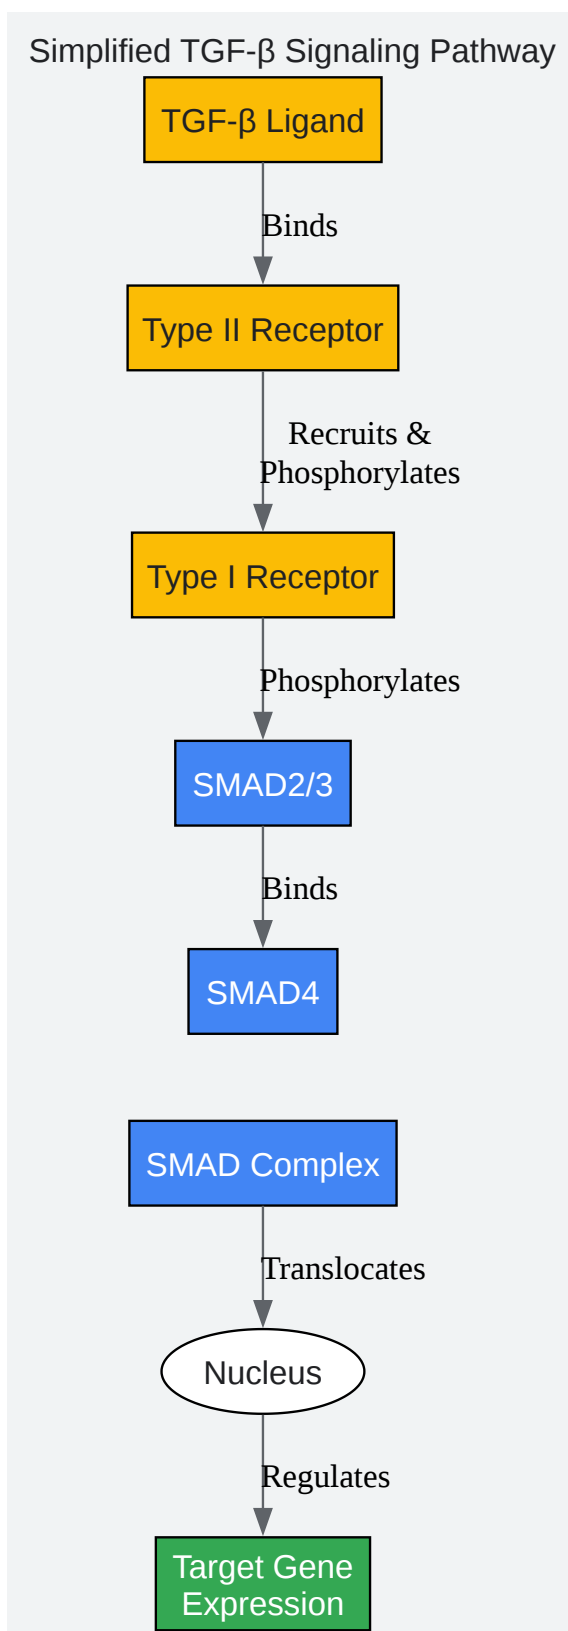 Simplified TGF-β Signaling Pathway
TGF-β Ligand
Binds
Type II Receptor
Recruits &
Phosphorylates
Type I Receptor
Phosphorylates
SMAD2/3
Binds
SMAD4
SMAD Complex
Translocates
Nucleus
Regulates
Target Gene
Expression